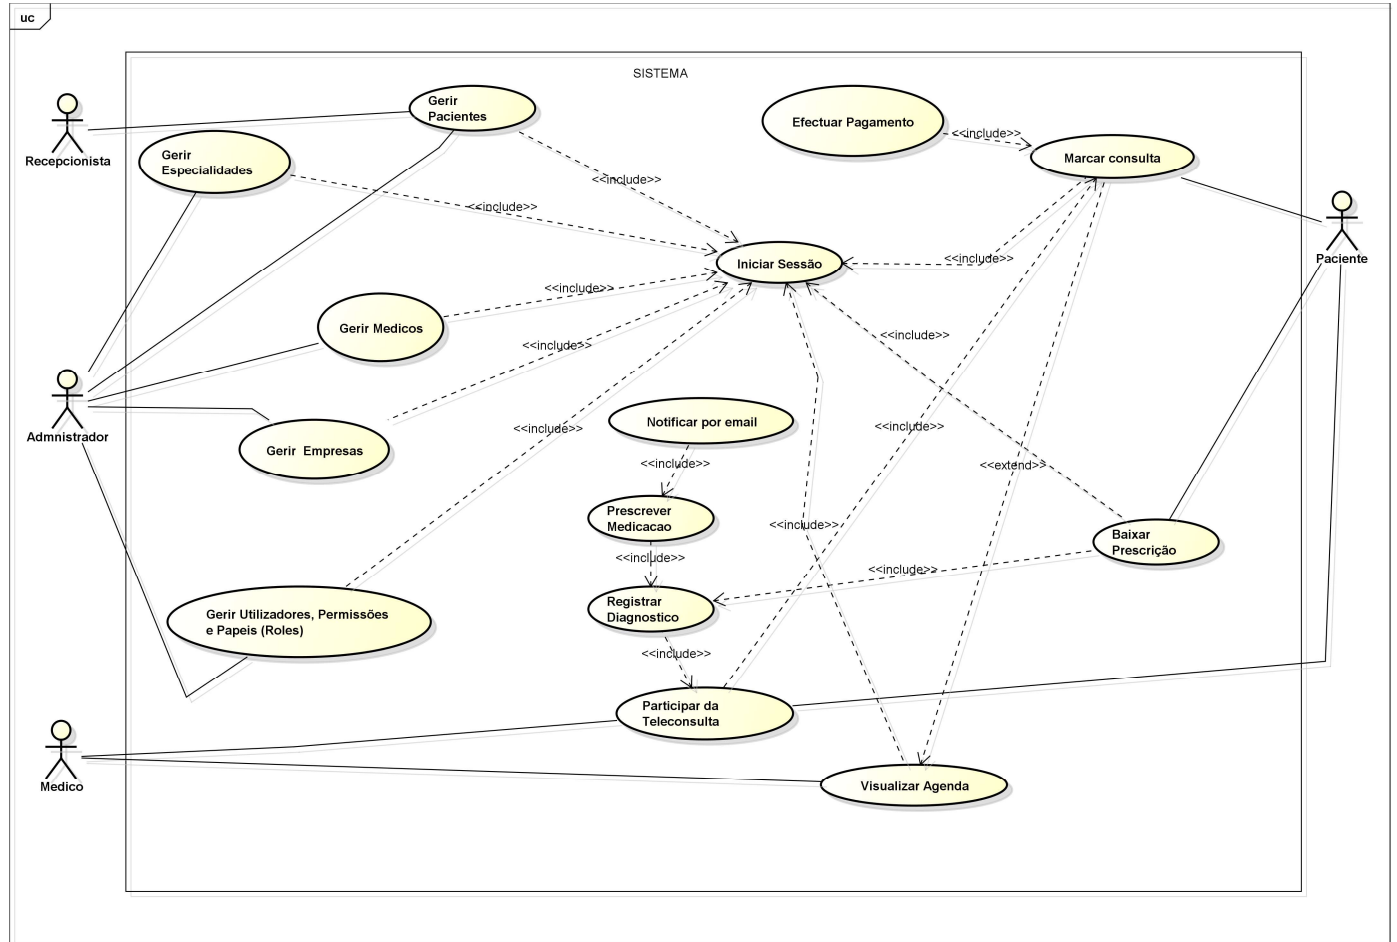 uc
SISTEMA
Gerir
Pacientes
Efectuar Pagamento
<<include>>
Marcar consulta
Recepcionista
Gerir
Especialidades
<<include>>
<<include>>
Paciente
Iniciar Sessão
<<include>>
<<include>>
Gerir Medicos
<<include>>
<<include>>
Admnistrador
Gerir  Empresas
Notificar por email
<<include>>
<<include>>
<<include>>
<<extend>>
Prescrever
Medicacao
<<include>>
Baixar
Prescrição
<<include>>
<<include>>
Registrar
Diagnostico
Gerir Utilizadores, Permissões
e Papeis (Roles)
<<include>>
Participar da
Teleconsulta
Medico
Visualizar Agenda